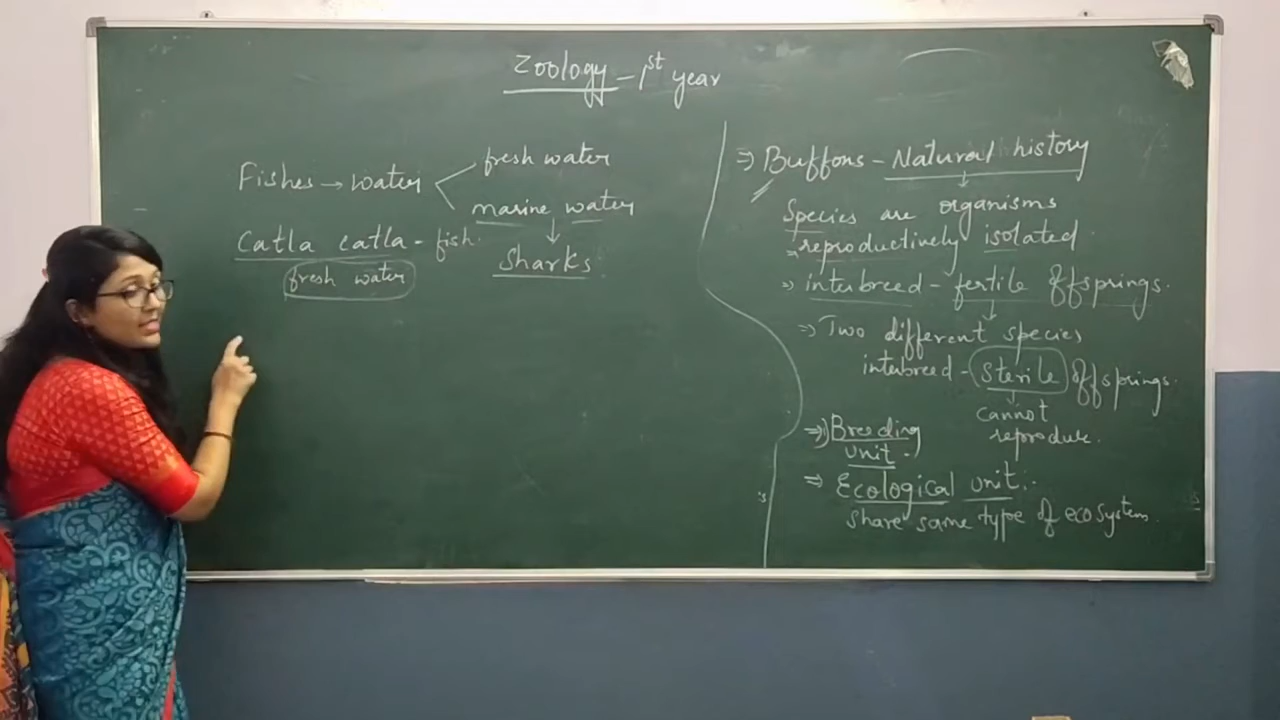 Zoology - 1st year
Fishes → water
fresh water
marine water
Catla catla - fish.
fresh water
Sharks
⇒ Buffons - Natural history
Species are organisms
reproductively isolated.
interbreed - fertile offsprings.
⇒ Two different species
interbreed - Sterile offsprings.
cannot
reproduce.
⇒ Breeding
unit.
⇒ Ecological unit.
share same type of ecosystem.